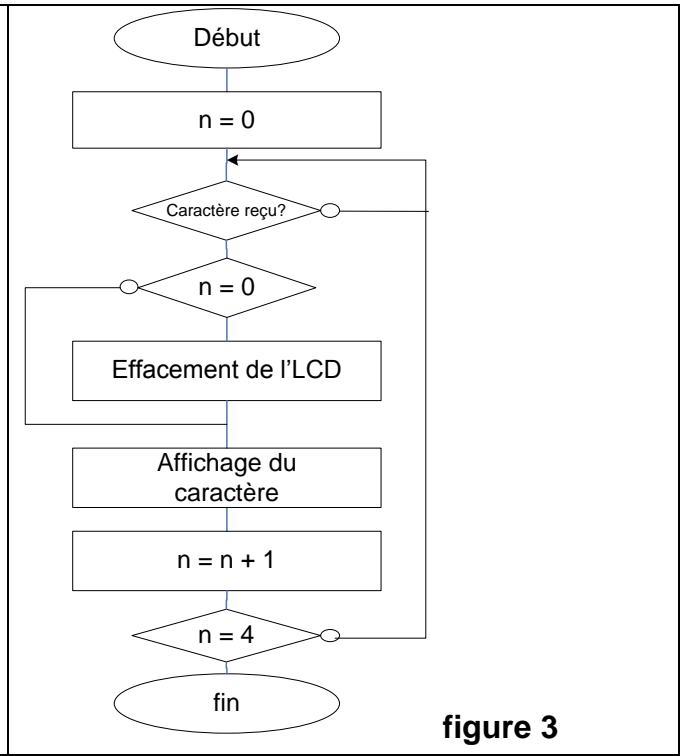 Début
n = 0
Caractère reçu?
n = 0
Effacement de l'LCD
Affichage du
caractère
n = n + 1
n = 4
fin
figure 3